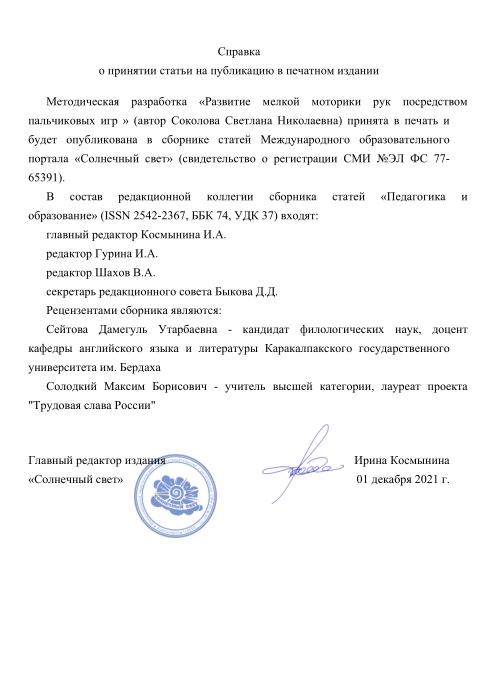 Справка
о принятии статьи на публикацию в печатном издании
Методическая разработка «Развитие мелкой моторики рук посредством
пальчиковых игр » (автор Соколова Светлана Николаевна) принята в печать и
будет опубликована в сборнике статей Международного образовательного
портала «Солнечный свет» (свидетельство о регистрации СМИ №ЭЛ ФС 77-
65391).
В состав редакционной коллегии сборника статей «Педагогика и
образование» (ISSN 2542-2367, ББК 74, УДК 37) входят:
главный редактор Космынина И.А.
редактор Гурина И.А.
редактор Шахов В.А.
секретарь редакционного совета Быкова Д.Д.
Рецензентами сборника являются:
Сейтова Дамегуль Утарбаевна - кандидат филологических наук, доцент
кафедры английского языка и литературы Каракалпакского государственного
университета им. Бердаха
Солодкий Максим Борисович - учитель высшей категории, лауреат проекта
"Трудовая слава России"
Главный редактор издания Ирина Космынина
«Солнечный свет» 01 декабря 2021 г.